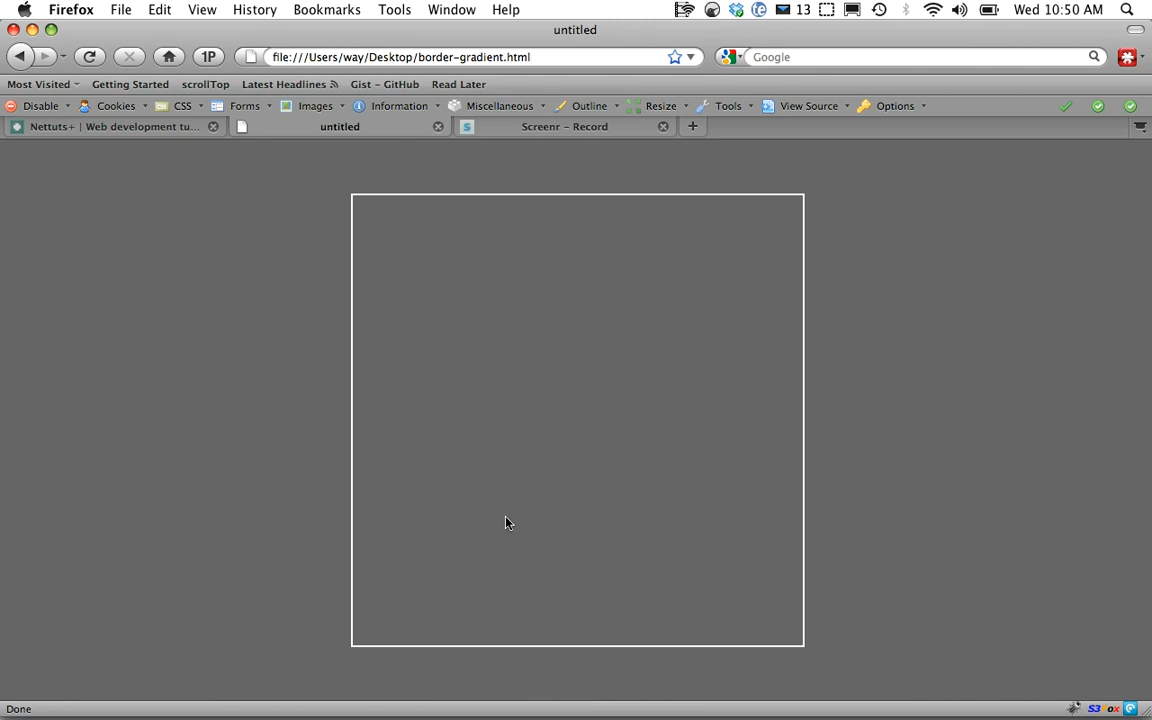 Firefox File Edit View History Bookmarks Tools Window Help 13 Wed 10:50 AM
untitled
1P file:///Users/way/Desktop/border-gradient.html Google
Most Visited Getting Started scrollTop Latest Headlines Gist - GitHub Read Later
Disable Cookies CSS Forms Images Information Miscellaneous Outline Resize Tools View Source Options
Nettuts+ | Web development tu... untitled S Screenr - Record
Done S3Fox